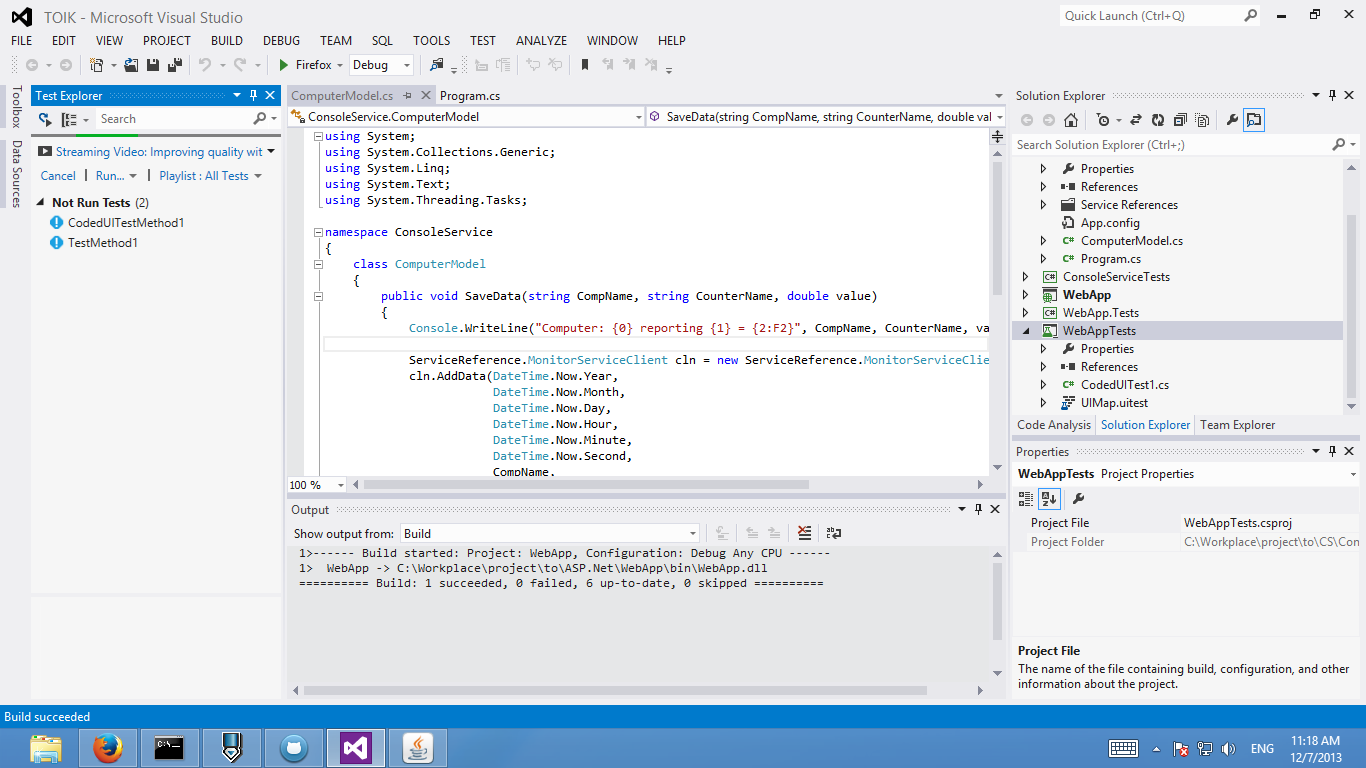 TOIK - Microsoft Visual Studio
Quick Launch (Ctrl+Q)
FILE EDIT VIEW PROJECT BUILD DEBUG TEAM SQL TOOLS TEST ANALYZE WINDOW HELP
Firefox Debug
Toolbox
Data Sources
Test Explorer
Search
Streaming Video: Improving quality wit
Cancel Run... Playlist : All Tests
Not Run Tests (2)
CodedUITestMethod1
TestMethod1
ComputerModel.cs Program.cs
ConsoleService.ComputerModel SaveData(string CompName, string CounterName, double val
using System;
using System.Collections.Generic;
using System.Linq;
using System.Text;
using System.Threading.Tasks;
namespace ConsoleService
{
class ComputerModel
{
public void SaveData(string CompName, string CounterName, double value)
{
Console.WriteLine("Computer: {0} reporting {1} = {2:F2}", CompName, CounterName, va
ServiceReference.MonitorServiceClient cln = new ServiceReference.MonitorServiceClie
cln.AddData(DateTime.Now.Year,
DateTime.Now.Month,
DateTime.Now.Day,
DateTime.Now.Hour,
DateTime.Now.Minute,
DateTime.Now.Second,
CompName,
100 %
Output
Show output from: Build
1>------ Build started: Project: WebApp, Configuration: Debug Any CPU ------
1> WebApp -> C:\Workplace\project\to\ASP.Net\WebApp\bin\WebApp.dll
========== Build: 1 succeeded, 0 failed, 6 up-to-date, 0 skipped ==========
Solution Explorer
Search Solution Explorer (Ctrl+;)
Properties
References
Service References
App.config
ComputerModel.cs
Program.cs
ConsoleServiceTests
WebApp
WebApp.Tests
WebAppTests
Properties
References
CodedUITest1.cs
UIMap.uitest
Code Analysis Solution Explorer Team Explorer
Properties
WebAppTests Project Properties
Project File WebAppTests.csproj
Project Folder C:\Workplace\project\to\CS\Con
Project File
The name of the file containing build, configuration, and other
information about the project.
Build succeeded
ENG
11:18 AM
12/7/2013